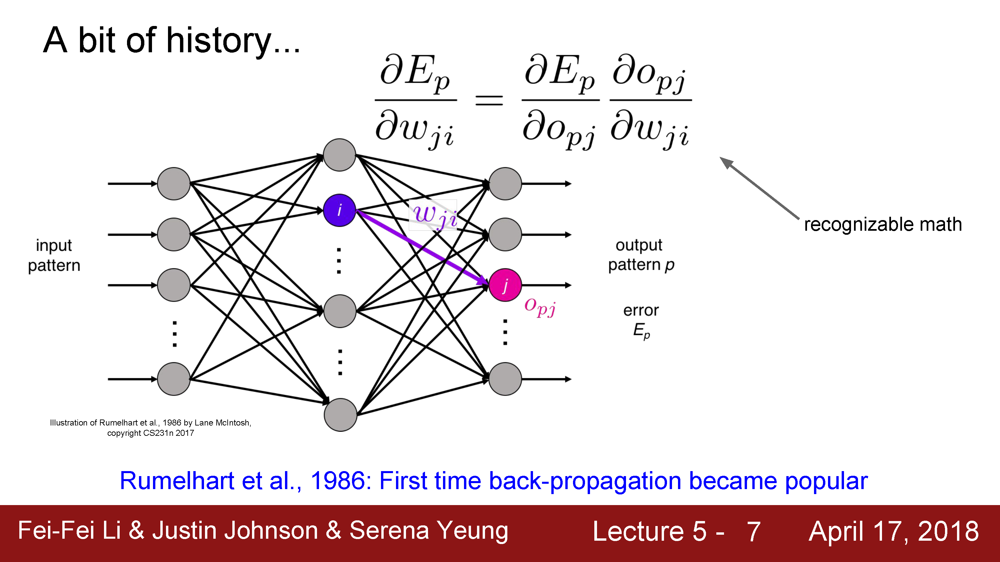 A bit of history...
∂E_p/∂w_ji = ∂E_p/∂o_pj ∂o_pj/∂w_ji
recognizable math
input
pattern
i
w_ji
j
o_pj
output
pattern p
error
E_p
Illustration of Rumelhart et al., 1986 by Lane McIntosh,
copyright CS231n 2017
Rumelhart et al., 1986: First time back-propagation became popular
Fei-Fei Li & Justin Johnson & Serena Yeung Lecture 5 - 7 April 17, 2018